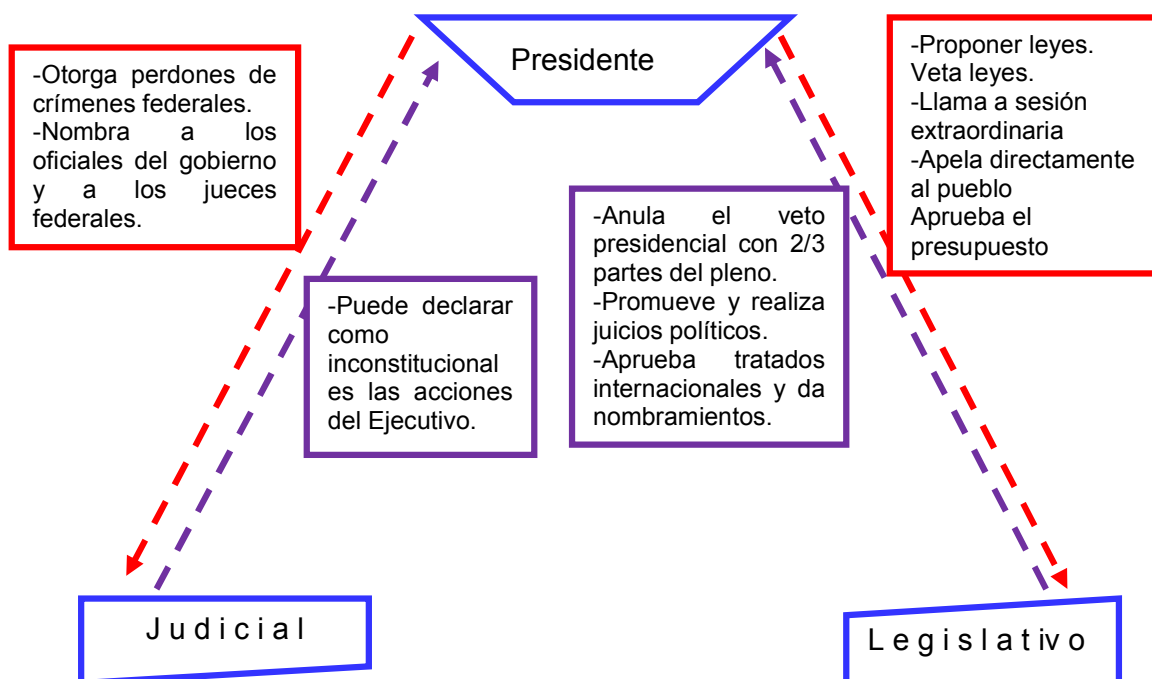 Presidente
-Otorga perdones de
crímenes federales.
-Nombra a los
oficiales del gobierno
y a los jueces
federales.
-Proponer leyes.
Veta leyes.
-Llama a sesión
extraordinaria
-Apela directamente
al pueblo
Aprueba el
presupuesto
-Puede declarar
como
inconstitucional
es las acciones
del Ejecutivo.
-Anula el veto
presidencial con 2/3
partes del pleno.
-Promueve y realiza
juicios políticos.
-Aprueba tratados
internacionales y da
nombramientos.
Judicial
Legislativo